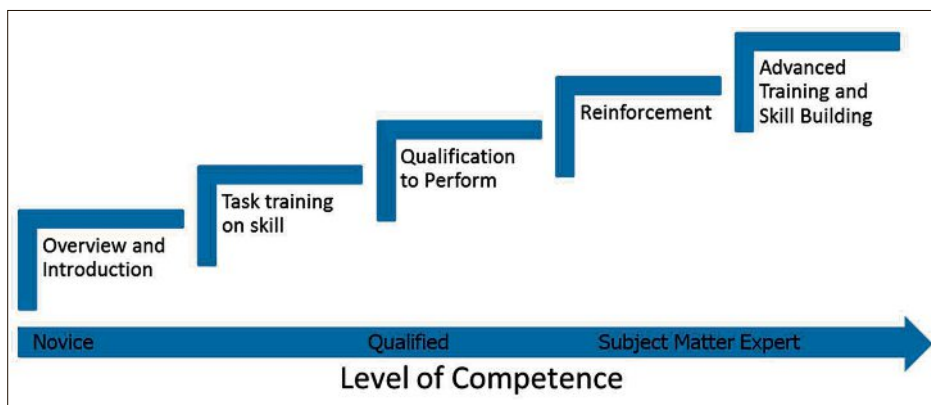 Overview and
Introduction
Task training
on skill
Qualification
to Perform
Reinforcement
Advanced
Training and
Skill Building
Novice
Qualified
Subject Matter Expert
Level of Competence